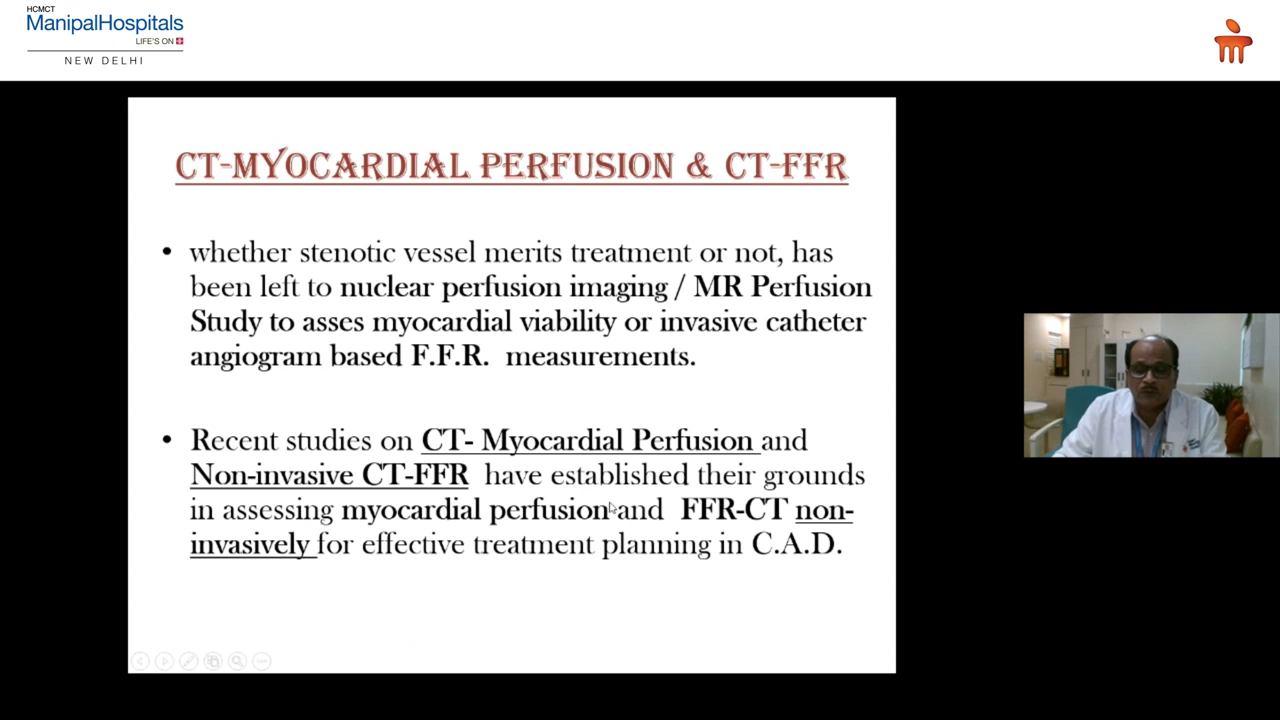 HCMCT
ManipalHospitals
LIFE'S ON
NEW DELHI
CT-MYOCARDIAL PERFUSION & CT-FFR
• whether stenotic vessel merits treatment or not, has
been left to nuclear perfusion imaging / MR Perfusion
Study to asses myocardial viability or invasive catheter
angiogram based F.F.R. measurements.
• Recent studies on CT- Myocardial Perfusion and
Non-invasive CT-FFR have established their grounds
in assessing myocardial perfusion and FFR-CT non-
invasively for effective treatment planning in C.A.D.